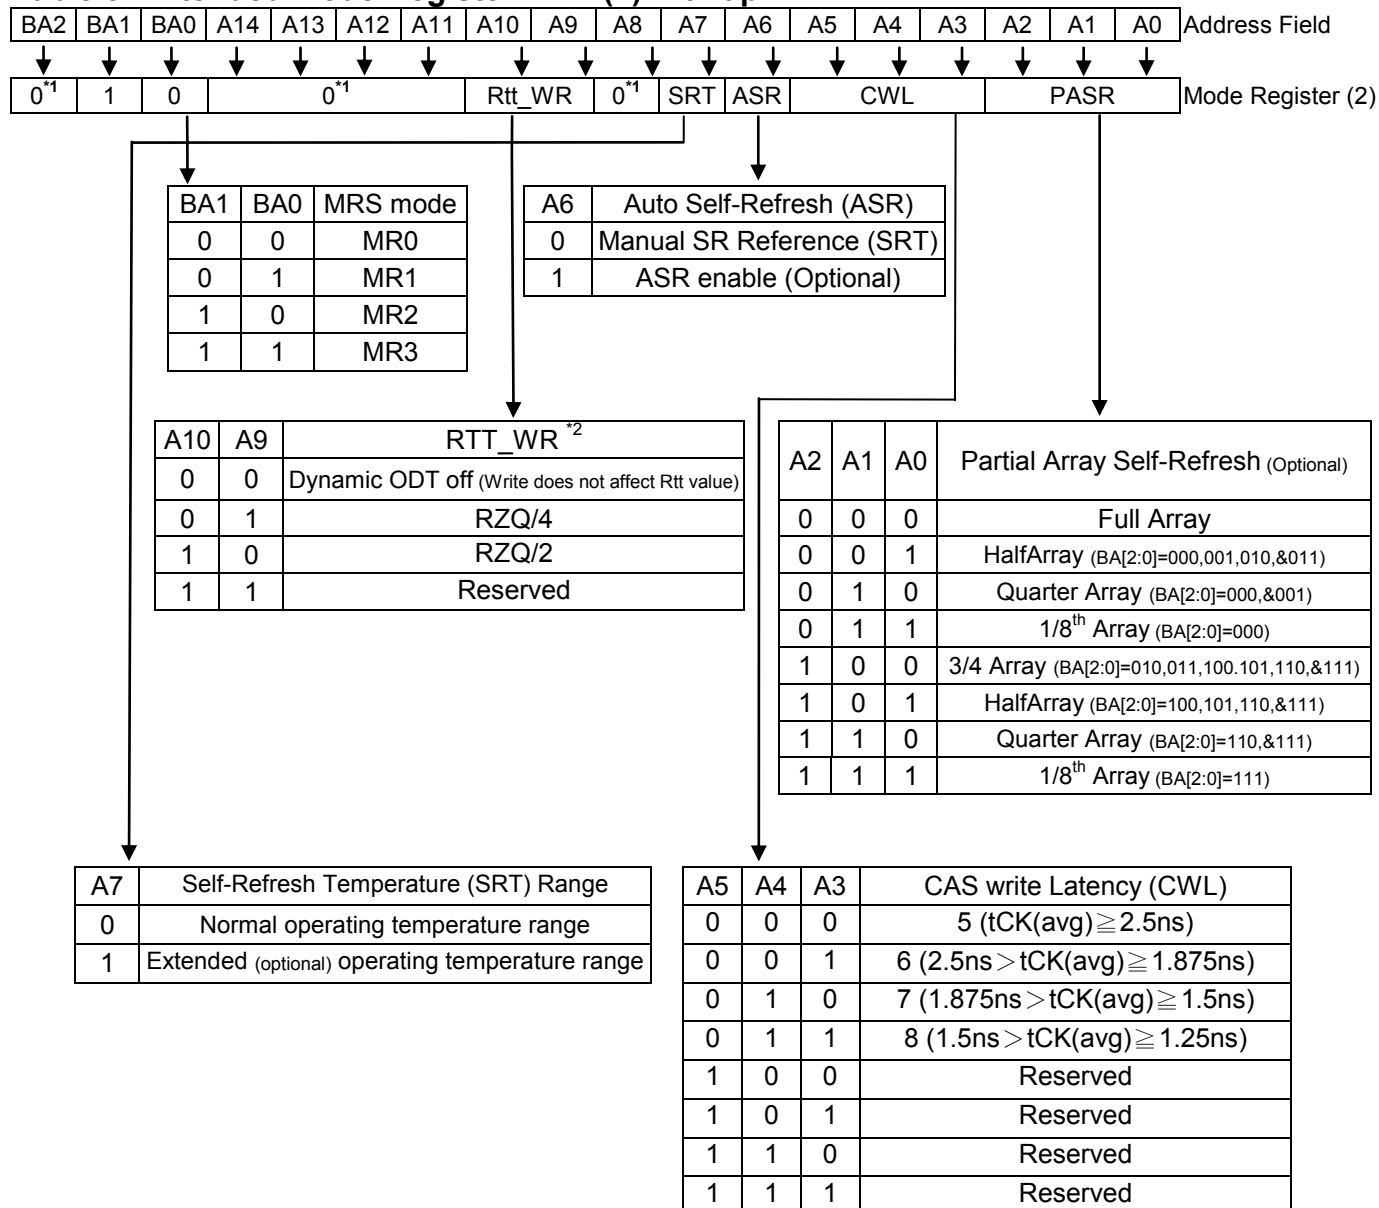 BA2 BA1 BA0 A14 A13 A12 A11 A10 A9 A8 A7 A6 A5 A4 A3 A2 A1 A0 Address Field
0*1 1 0 0*1 Rtt_WR 0*1 SRT ASR CWL PASR Mode Register (2)
BA1 BA0 MRS mode
0 0 MR0
0 1 MR1
1 0 MR2
1 1 MR3
A6 Auto Self-Refresh (ASR)
0 Manual SR Reference (SRT)
1 ASR enable (Optional)
A10 A9 RTT_WR *2
0 0 Dynamic ODT off (Write does not affect Rtt value)
0 1 RZQ/4
1 0 RZQ/2
1 1 Reserved
A2 A1 A0 Partial Array Self-Refresh (Optional)
0 0 0 Full Array
0 0 1 HalfArray (BA[2:0]=000,001,010,&011)
0 1 0 Quarter Array (BA[2:0]=000,&001)
0 1 1 1/8th Array (BA[2:0]=000)
1 0 0 3/4 Array (BA[2:0]=010,011,100.101,110,&111)
1 0 1 HalfArray (BA[2:0]=100,101,110,&111)
1 1 0 Quarter Array (BA[2:0]=110,&111)
1 1 1 1/8th Array (BA[2:0]=111)
A7 Self-Refresh Temperature (SRT) Range
0 Normal operating temperature range
1 Extended (optional) operating temperature range
A5 A4 A3 CAS write Latency (CWL)
0 0 0 5 (tCK(avg)≧2.5ns)
0 0 1 6 (2.5ns＞tCK(avg)≧1.875ns)
0 1 0 7 (1.875ns＞tCK(avg)≧1.5ns)
0 1 1 8 (1.5ns＞tCK(avg)≧1.25ns)
1 0 0 Reserved
1 0 1 Reserved
1 1 0 Reserved
1 1 1 Reserved